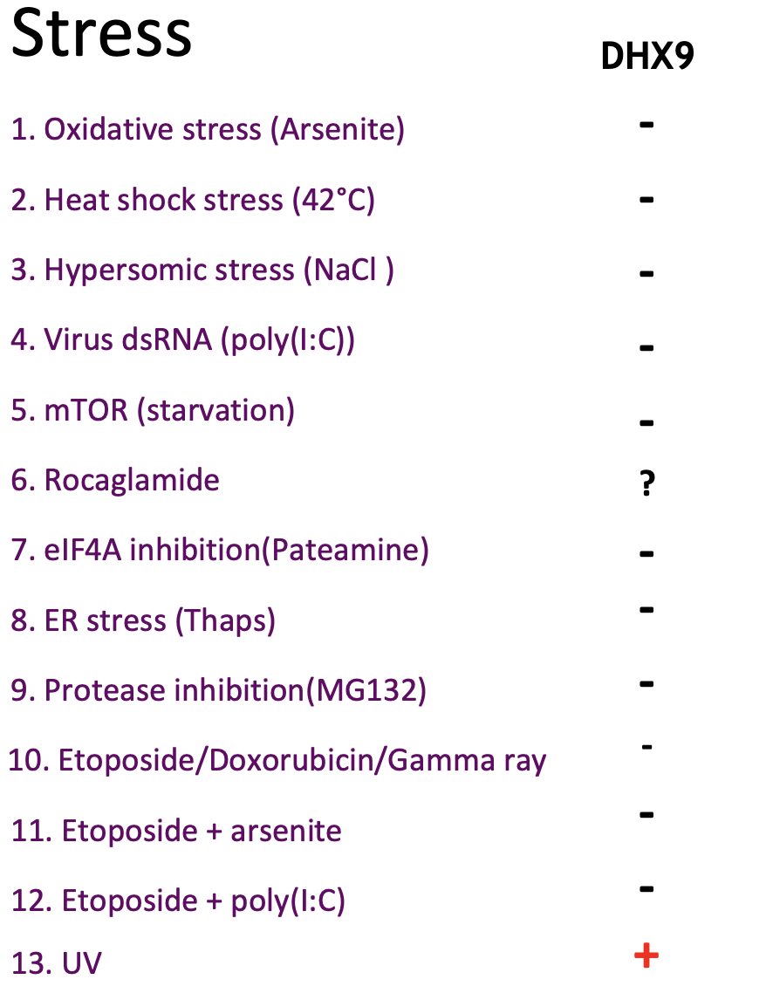 Stress
DHX9
1. Oxidative stress (Arsenite) -
2. Heat shock stress (42°C) -
3. Hypersomic stress (NaCl ) -
4. Virus dsRNA (poly(I:C)) -
5. mTOR (starvation) -
6. Rocaglamide ?
7. eIF4A inhibition(Pateamine) -
8. ER stress (Thaps) -
9. Protease inhibition(MG132) -
10. Etoposide/Doxorubicin/Gamma ray -
11. Etoposide + arsenite -
12. Etoposide + poly(I:C) -
13. UV +